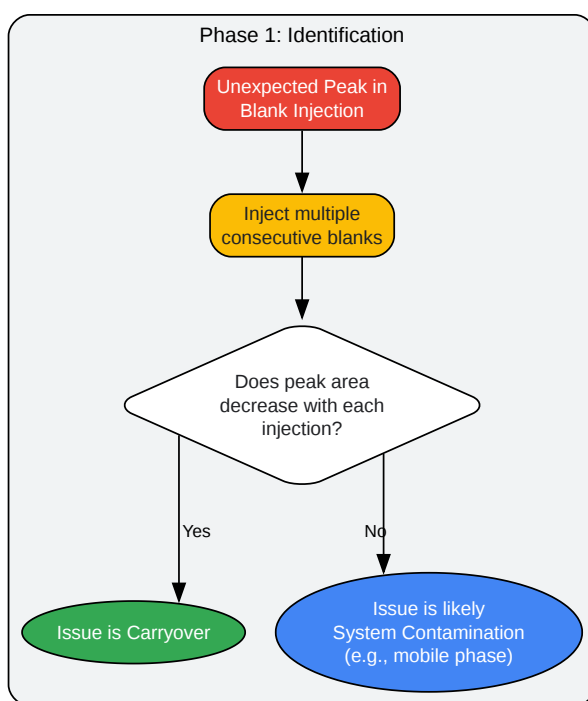 Phase 1: Identification
Unexpected Peak in
Blank Injection
Inject multiple
consecutive blanks
Does peak area
decrease with each
injection?
Yes
No
Issue is Carryover
Issue is likely
System Contamination
(e.g., mobile phase)